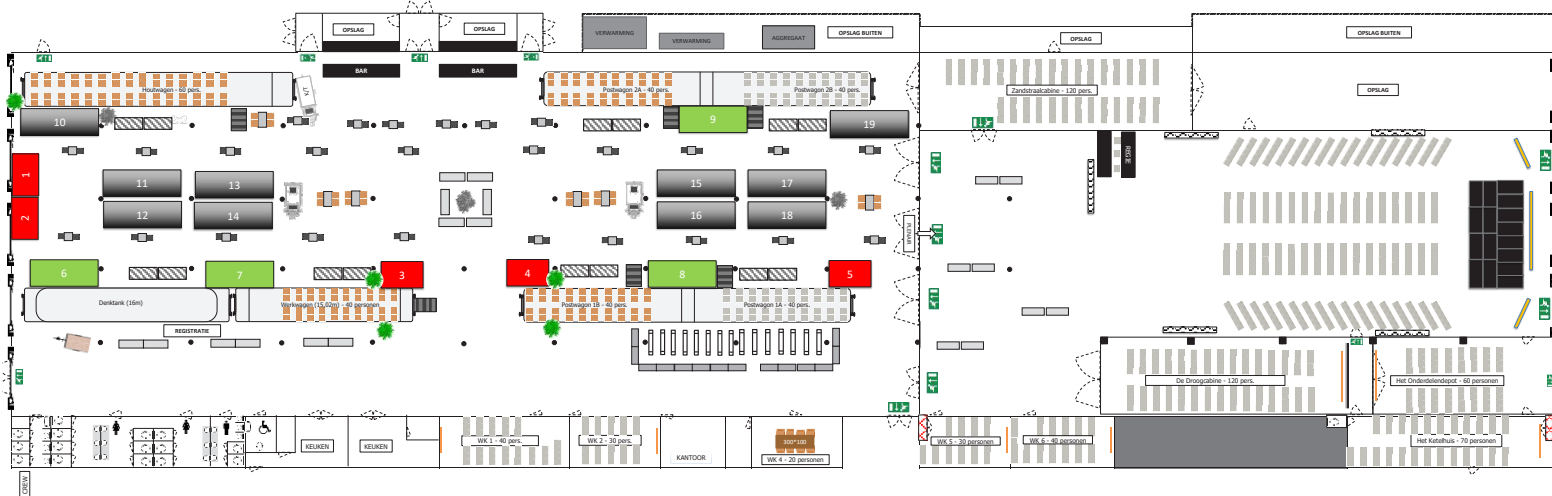 OPSLAG
OPSLAG
VERWARMING
VERWARMING
AGGREGAAT
OPSLAG BUITEN
OPSLAG
OPSLAG BUITEN
BAR
BAR
Houtwagen - 60 pers.
Postwagon 2A - 40 pers.
Postwagon 2B - 40 pers.
Zandstraalcabine - 120 pers.
OPSLAG
10
9
19
REGIE
1
2
11
13
12
14
15
17
16
18
PLENAIR
6
7
3
4
8
5
Denktank (16m)
Werkwagon (15,02m) - 40 personen
Postwagon 1B - 40 pers.
Postwagon 1A - 40 pers.
REGISTRATIE
De Droogcabine - 120 pers.
Het Onderdelendepot - 60 personen
KEUKEN
KEUKEN
WK 1 - 40 pers.
WK 2 - 30 pers.
KANTOOR
300*100
WK 4 - 20 personen
WK 5 - 30 personen
WK 6 - 40 personen
Het Ketelhuis - 70 personen
CREW